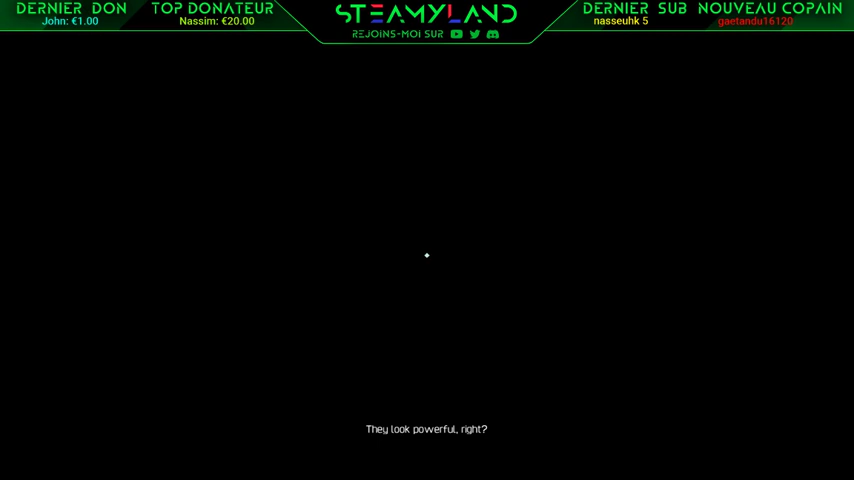 DERNIER DON
John: €1.00
TOP DONATEUR
Nassim: €20.00
STEAMYLAND
REJOINS-MOI SUR
DERNIER SUB
nasseuhk 5
NOUVEAU COPAIN
gaetandu16120
They look powerful, right?